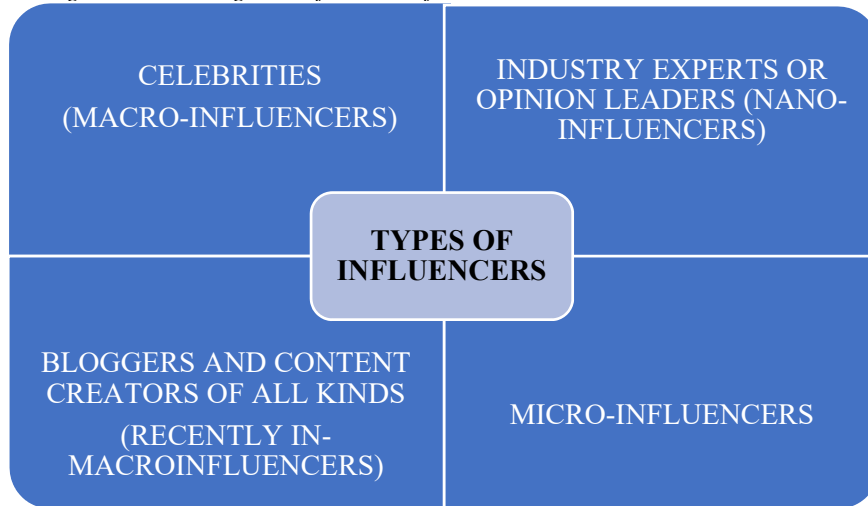 CELEBRITIES
(MACRO-INFLUENCERS)
INDUSTRY EXPERTS OR
OPINION LEADERS (NANO-
INFLUENCERS)
TYPES OF
INFLUENCERS
BLOGGERS AND CONTENT
CREATORS OF ALL KINDS
(RECENTLY IN-
MACROINFLUENCERS)
MICRO-INFLUENCERS